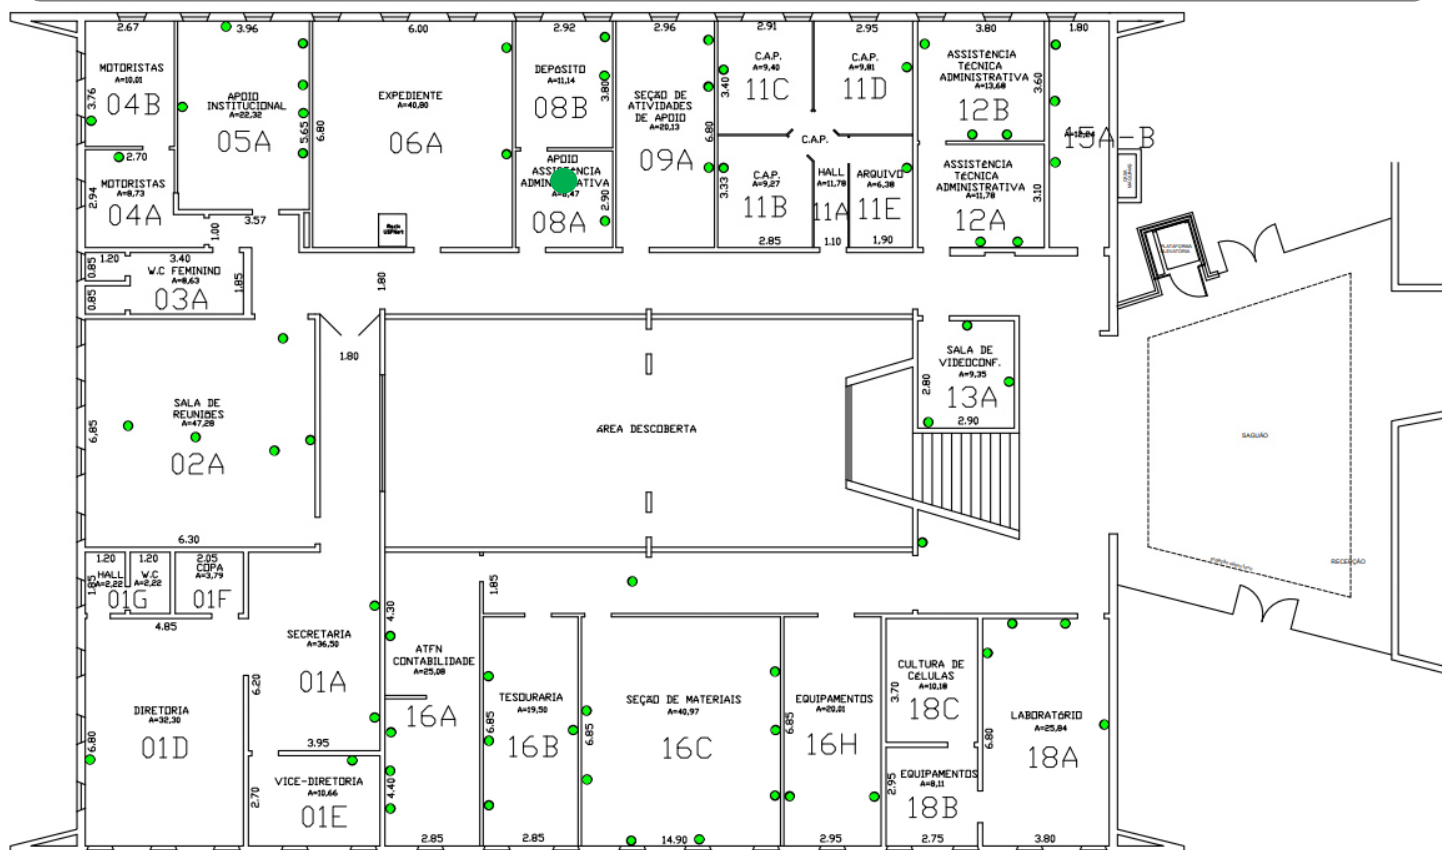 2.67
3.96
6.00
2.92
2.96
2.91
2.95
3.80
1.80
MOTORISTAS
A=10,01
04B
3.76
2.70
MOTORISTAS
A=8,73
04A
2.94
APOIO
INSTITUCIONAL
A=22,32
05A
5.65
3.57
1.00
EXPEDIENTE
A=40,80
06A
6.80
DEPÓSITO
A=11,14
08B
3.80
APOIO
08A
2.90
SEÇÃO DE
ATIVIDADES
DE APOIO
A=20,13
09A
6.80
C.A.P.
A=9,40
11C
3.40
C.A.P.
A=9,81
11D
C.A.P.
C.A.P.
A=9,27
11B
3.33
2.85
HALL
A=11,78
11A
1.10
ARQUIVO
A=6,38
11E
1,90
ASSISTÊNCIA
TÉCNICA
ADMINISTRATIVA
A=13,68
12B
3.60
ASSISTÊNCIA
TÉCNICA
ADMINISTRATIVA
A=11,78
12A
3.10
15A-B
PLATAFORMA
ELEVATÓRIA
1.20
3.40
0.85
0.85
W.C FEMININO
A=8,63
03A
1.85
1.80
1.80
SALA DE
REUNIÕES
A=47,28
02A
6,85
6.30
ÁREA DESCOBERTA
SALA DE
VIDEOCONF.
A=9,35
13A
2.80
2.90
SAGUÃO
RECEPÇÃO
1.20
1.20
2.05
HALL
A=2,22
01G
1.85
W.C
A=2,22
COPA
A=3,79
01F
4.85
SECRETARIA
A=36,50
01A
6.20
3.95
DIRETORIA
A=32,30
01D
6.80
VICE-DIRETORIA
A=10,66
01E
2.70
4.30
ATFN
CONTABILIDADE
A=25,08
16A
4.40
2.85
1.85
TESOURARIA
A=19,50
16B
6.85
2.85
SEÇÃO DE MATERIAIS
A=40,97
16C
6.85
14.90
EQUIPAMENTOS
A=20,01
16H
6.85
2.95
CULTURA DE
CÉLULAS
A=10,18
18C
3.70
EQUIPAMENTOS
A=8,11
18B
2.95
2.75
LABORATÓRIO
A=25,84
18A
6.80
3.80